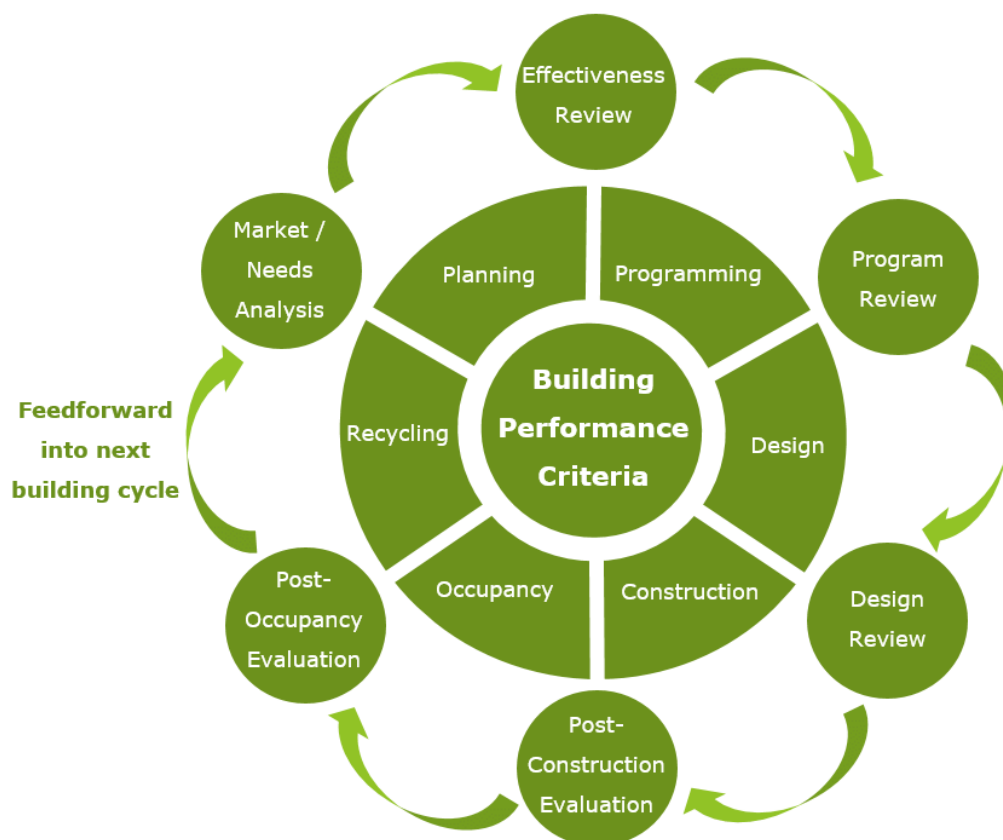 Effectiveness
Review
Market /
Needs
Analysis
Program
Review
Planning
Programming
Building
Performance
Criteria
Feedforward
into next
building cycle
Recycling
Design
Occupancy
Construction
Post-
Occupancy
Evaluation
Design
Review
Post-
Construction
Evaluation